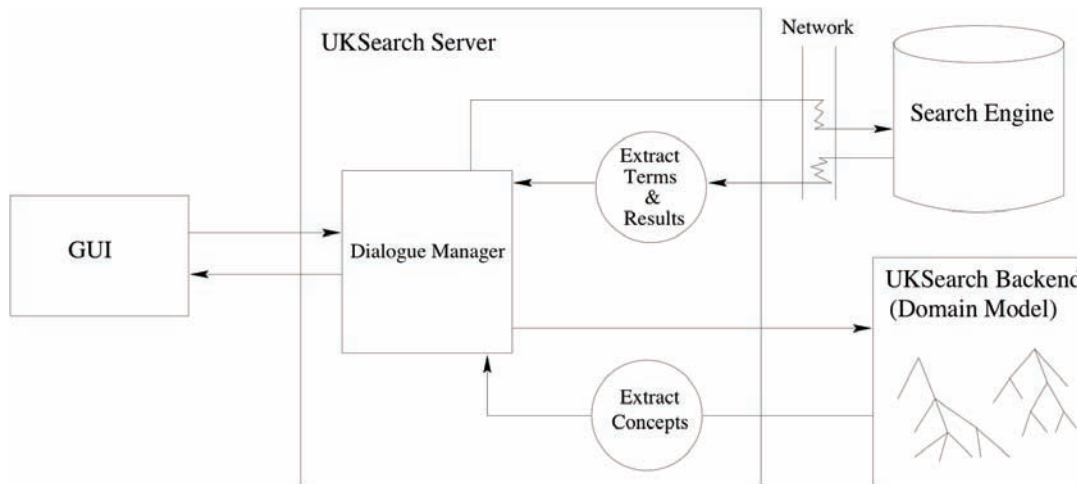 UKSearch Server
Network
Search Engine
Extract
Terms
&
Results
GUI
Dialogue Manager
UKSearch Backend
(Domain Model)
Extract
Concepts